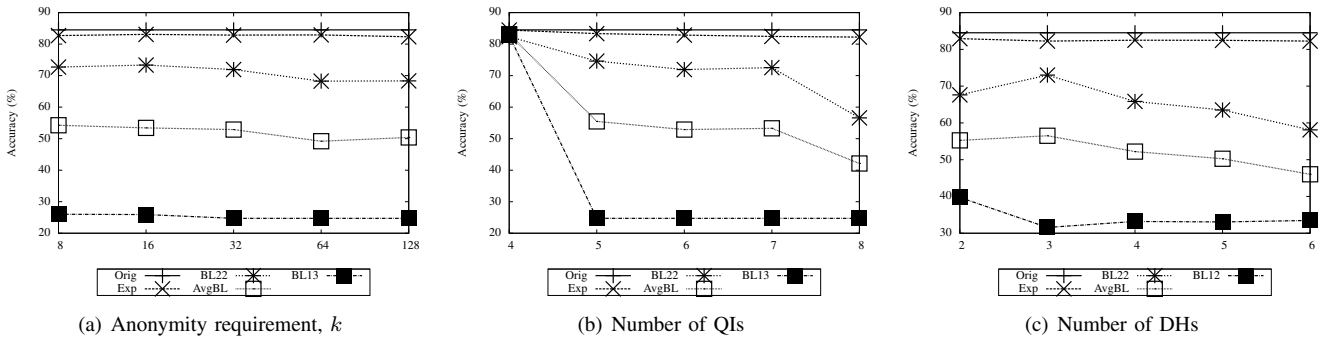 90
80
70
60
50
40
30
20
Accuracy (%)
8 16 32 64 128
Orig BL22 BL13
Exp AvgBL
(a) Anonymity requirement, k
90
80
70
60
50
40
30
20
Accuracy (%)
4 5 6 7 8
Orig BL22 BL13
Exp AvgBL
(b) Number of QIs
90
80
70
60
50
40
30
Accuracy (%)
2 3 4 5 6
Orig BL22 BL12
Exp AvgBL
(c) Number of DHs